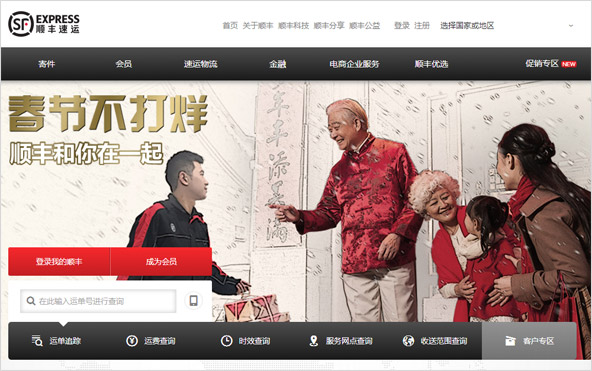 SF EXPRESS
顺丰速运
首页 关于顺丰 顺丰科技 顺丰分享 顺丰公益 登录 注册 选择国家或地区
寄件 会员 速运物流 金融 电商企业服务 顺丰优选 促销专区 NEW
春节不打烊
顺丰和你在一起
登录我的顺丰 成为会员
在此输入运单号进行查询
运单追踪 运费查询 时效查询 服务网点查询 收送范围查询 客户专区